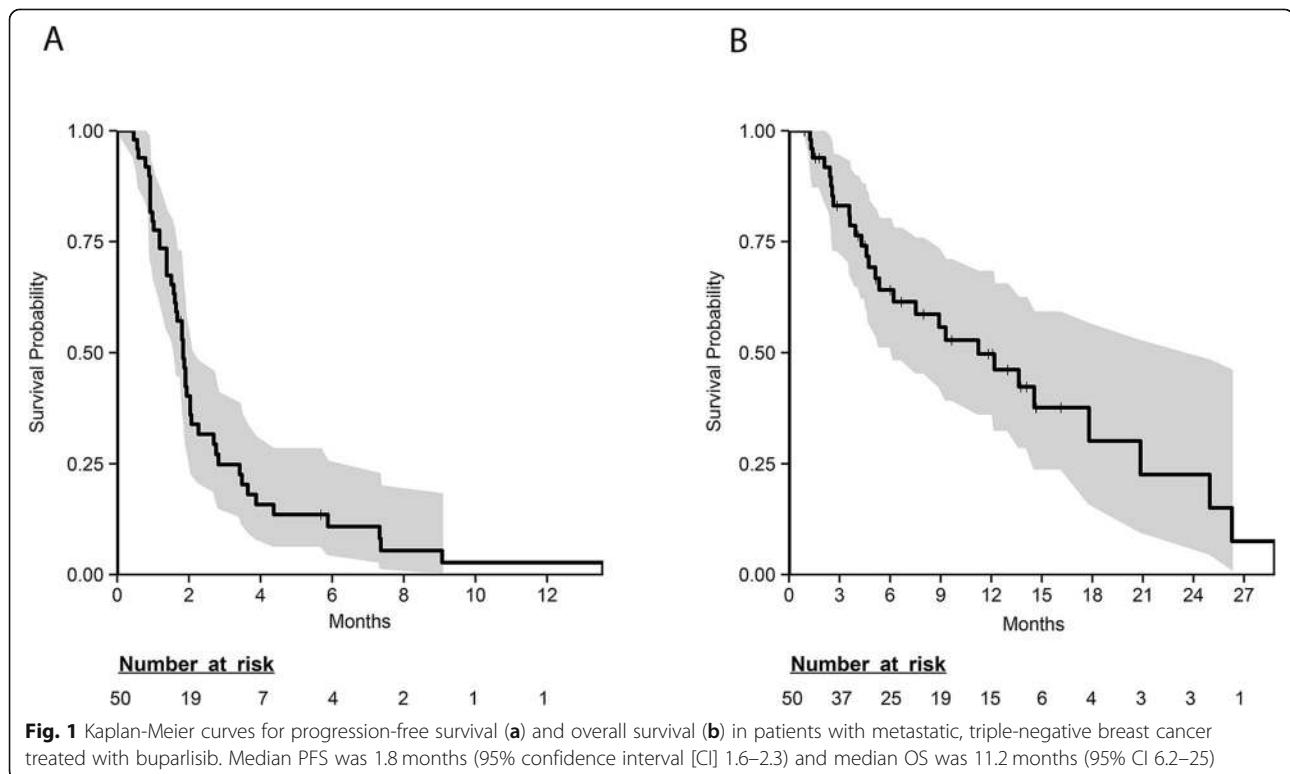 A
B
1.00
0.75
0.50
0.25
0.00
Survival Probability
0 2 4 6 8 10 12
Months
Number at risk
50 19 7 4 2 1 1
1.00
0.75
0.50
0.25
0.00
Survival Probability
0 3 6 9 12 15 18 21 24 27
Months
Number at risk
50 37 25 19 15 6 4 3 3 1
Fig. 1 Kaplan-Meier curves for progression-free survival (a) and overall survival (b) in patients with metastatic, triple-negative breast cancer
treated with buparlisib. Median PFS was 1.8 months (95% confidence interval [CI] 1.6–2.3) and median OS was 11.2 months (95% CI 6.2–25)